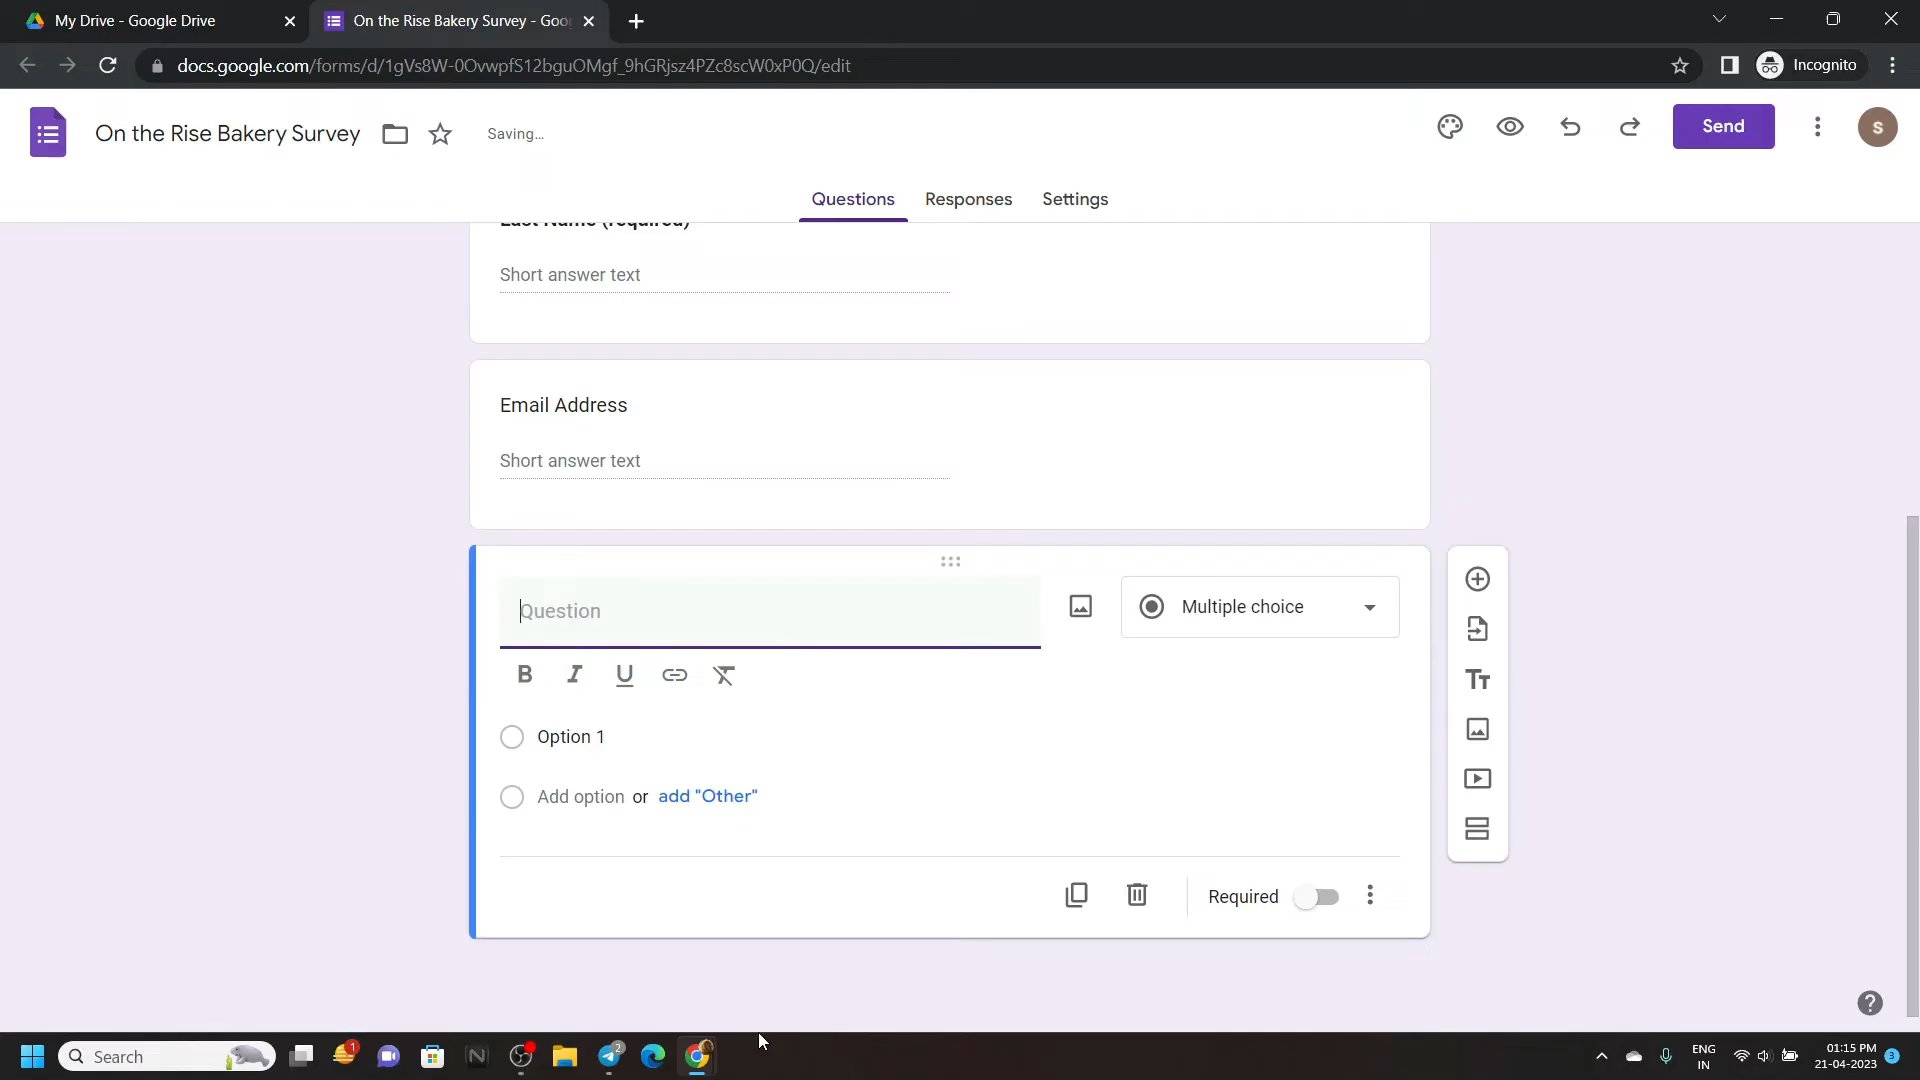 My Drive - Google Drive
On the Rise Bakery Survey - Goo
docs.google.com/forms/d/1gVs8W-0OvwpfS12bguOMgf_9hGRjsz4PZc8scW0xP0Q/edit
Incognito
On the Rise Bakery Survey
Saving...
Send
S
Questions
Responses
Settings
Last Name (required)
Short answer text
Email Address
Short answer text
Question
Multiple choice
B I U
Option 1
Add option or add "Other"
Required
Search
1
2
ENG
IN
01:15 PM
21-04-2023
3